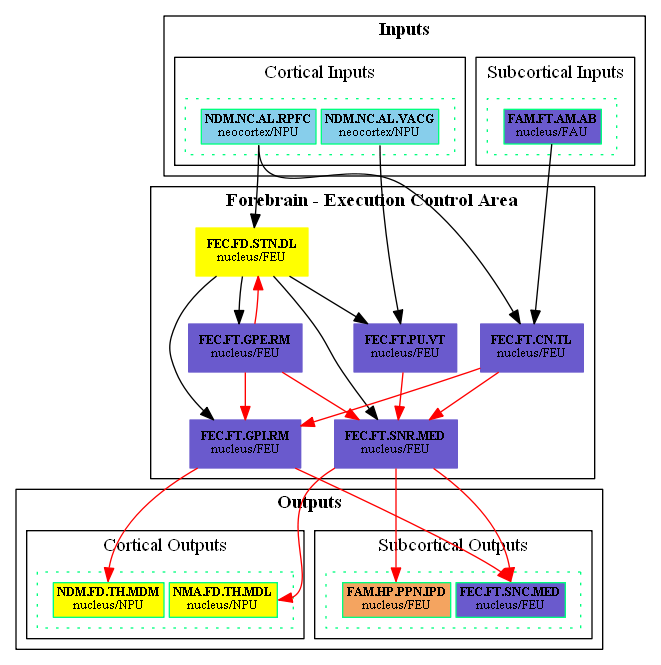 Inputs
Cortical Inputs
Subcortical Inputs
NDM.NC.AL.RPFC
neocortex/NPU
NDM.NC.AL.VACG
neocortex/NPU
FAM.FT.AM.AB
nucleus/FAU
Forebrain - Execution Control Area
FEC.FD.STN.DL
nucleus/FEU
FEC.FT.GPE.RM
nucleus/FEU
FEC.FT.PU.VT
nucleus/FEU
FEC.FT.CN.TL
nucleus/FEU
FEC.FT.GPI.RM
nucleus/FEU
FEC.FT.SNR.MED
nucleus/FEU
Outputs
Cortical Outputs
Subcortical Outputs
NDM.FD.TH.MDM
nucleus/NPU
NMA.FD.TH.MDL
nucleus/NPU
FAM.HP.PPN.IPD
nucleus/FEU
FEC.FT.SNC.MED
nucleus/FEU